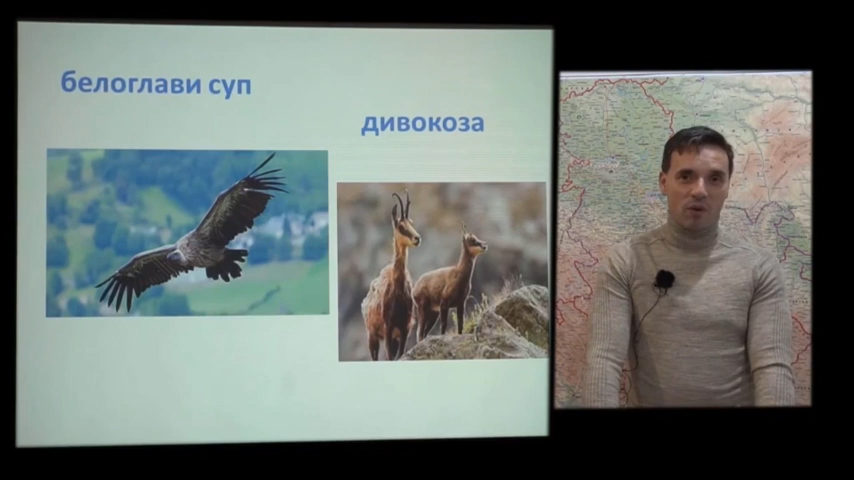 белоглави суп
дивокоза